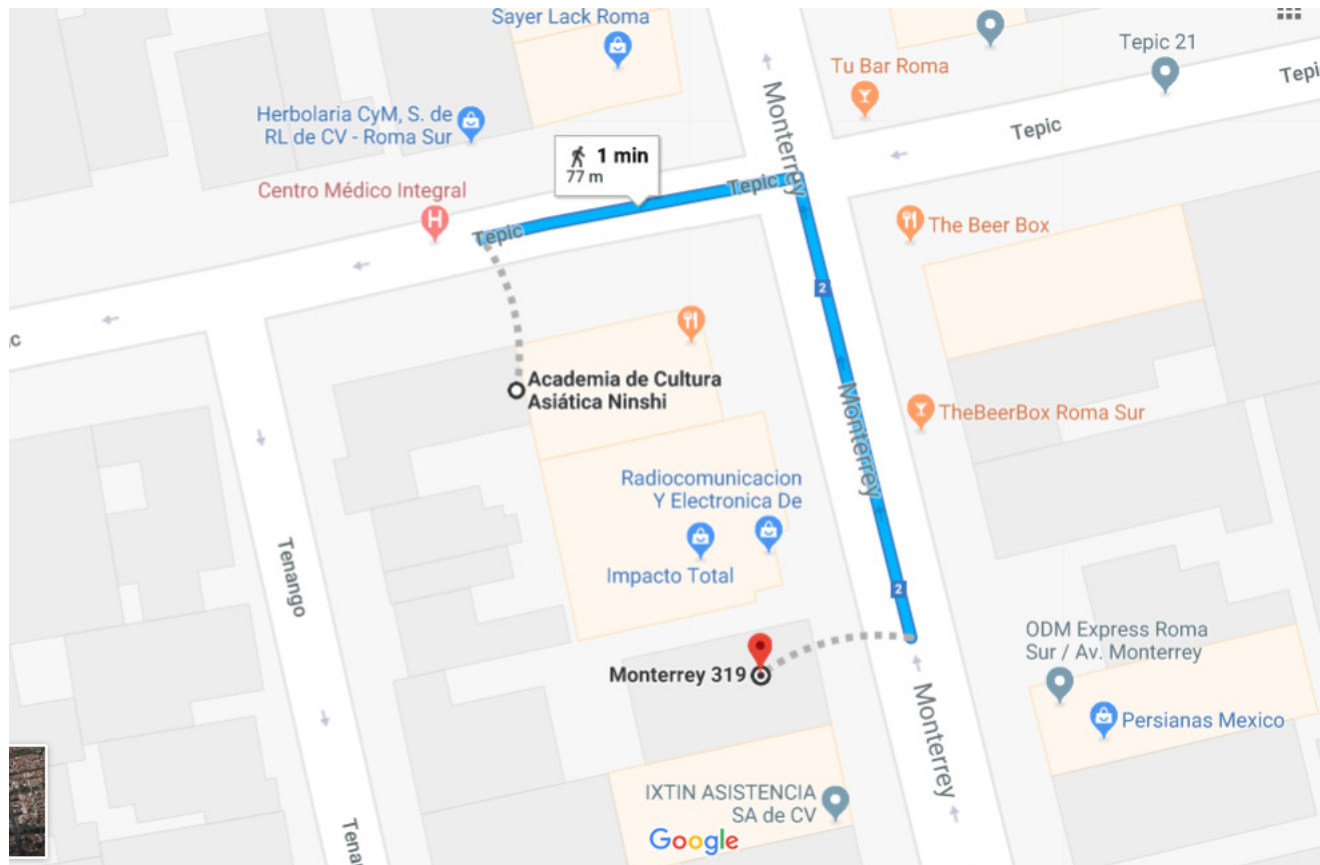 Sayer Lack Roma
Tepic 21
Tu Bar Roma
Tepi
Monterrey
Herbolaria CyM, S. de
RL de CV - Roma Sur
Tepic
1 min
77 m
Tepic
Centro Médico Integral
H
Tepic
The Beer Box
2
c
Academia de Cultura
Asiática Ninshi
TheBeerBox Roma Sur
Monterrey
Radiocomunicacion
Y Electronica De
Impacto Total
Tenango
2
ODM Express Roma
Sur / Av. Monterrey
Monterrey 319
Monterrey
Persianas Mexico
IXTIN ASISTENCIA
SA de CV
Tena
Google